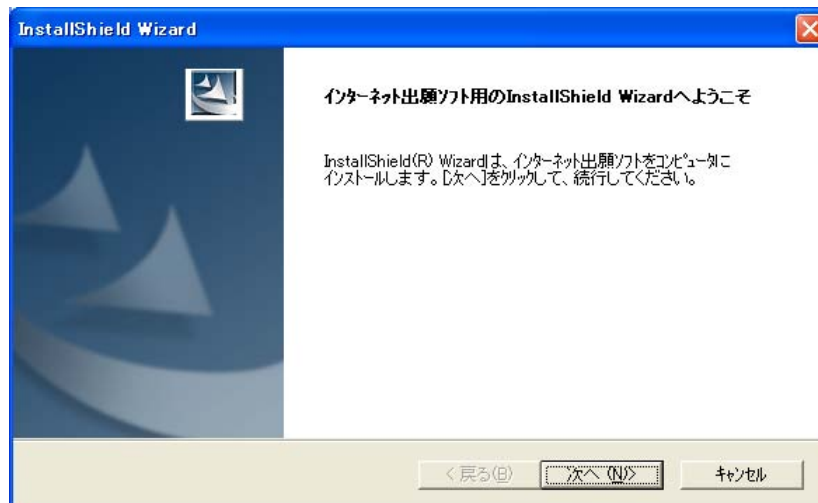 InstallShield Wizard
インターネット出願ソフト用のInstallShield Wizardへようこそ
InstallShield(R) Wizardは、インターネット出願ソフトをコンピュータに
インストールします。[次へ]をクリックして、続行してください。
< 戻る(B)
次へ (N)>
キャンセル